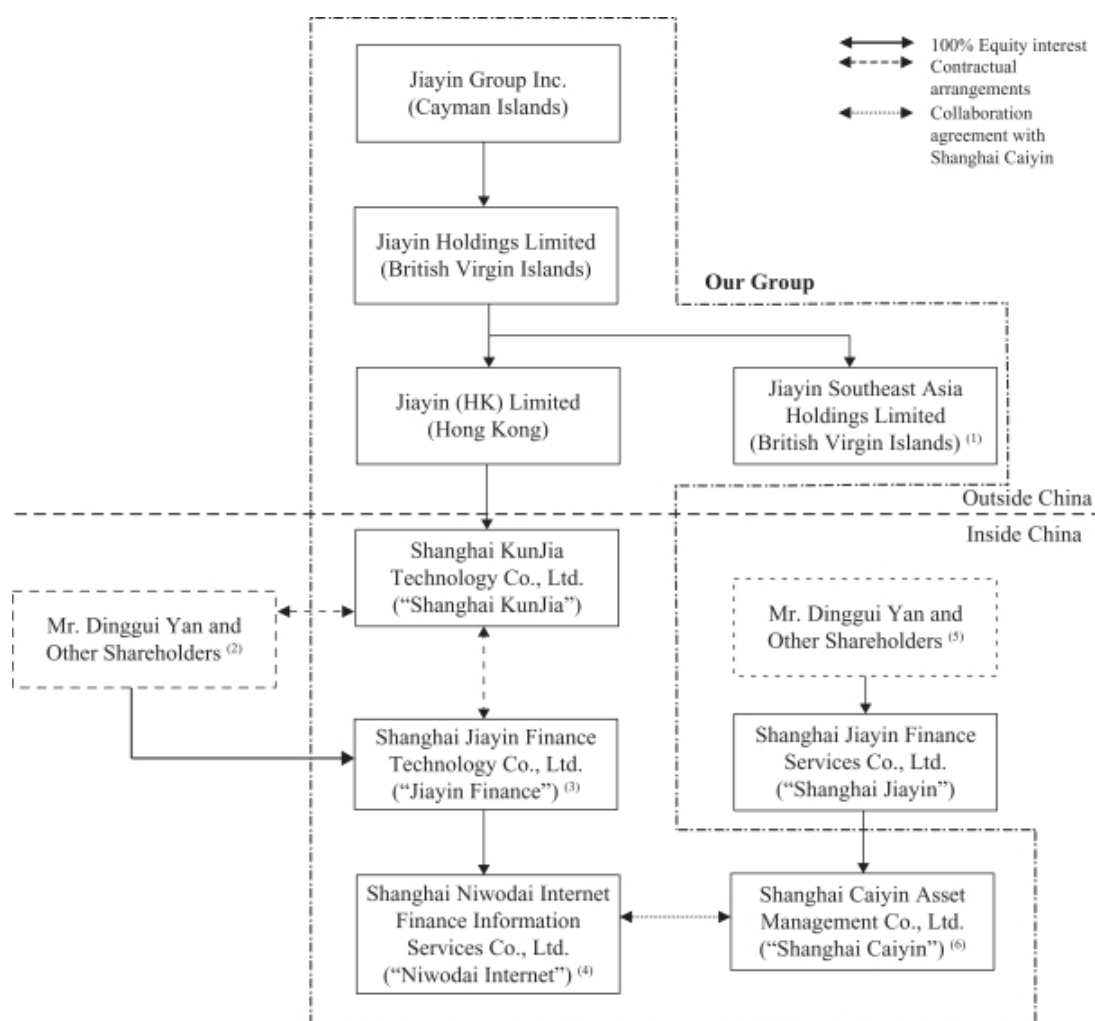 100% Equity interest
Contractual
arrangements
Collaboration
agreement with
Shanghai Caiyin
Jiayin Group Inc.
(Cayman Islands)
Jiayin Holdings Limited
(British Virgin Islands)
Our Group
Jiayin (HK) Limited
(Hong Kong)
Jiayin Southeast Asia
Holdings Limited
(British Virgin Islands) (1)
Outside China
Inside China
Shanghai KunJia
Technology Co., Ltd.
(“Shanghai KunJia”)
Mr. Dinggui Yan and
Other Shareholders (2)
Mr. Dinggui Yan and
Other Shareholders (5)
Shanghai Jiayin Finance
Technology Co., Ltd.
(“Jiayin Finance”) (3)
Shanghai Jiayin Finance
Services Co., Ltd.
(“Shanghai Jiayin”)
Shanghai Niwodai Internet
Finance Information
Services Co., Ltd.
(“Niwodai Internet”) (4)
Shanghai Caiyin Asset
Management Co., Ltd.
(“Shanghai Caiyin”) (6)